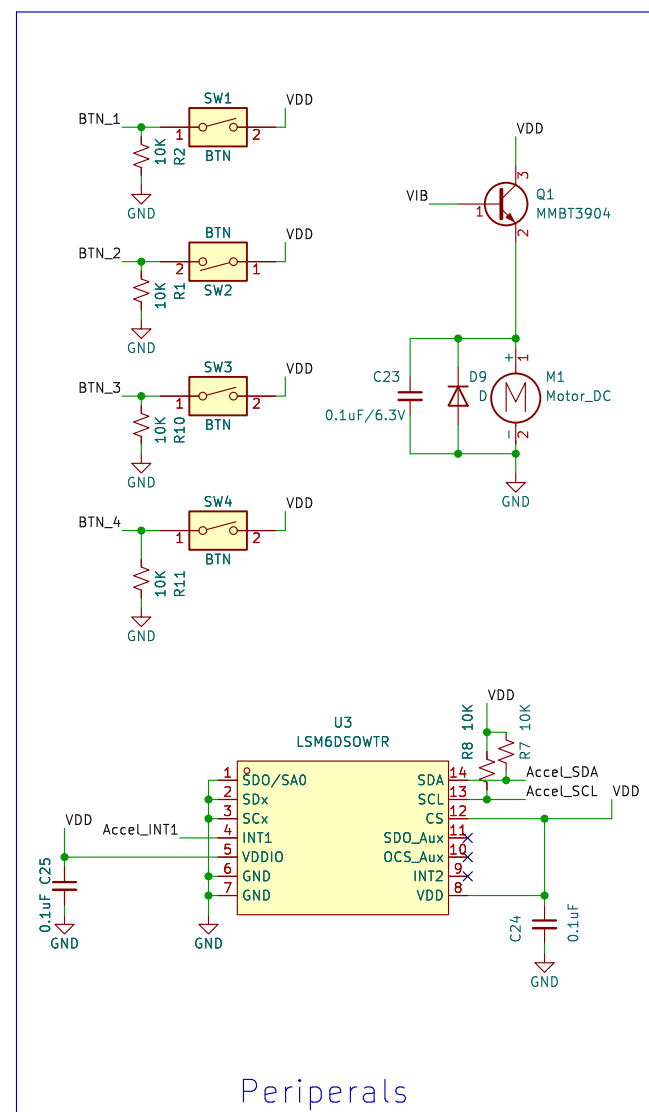 SW1
VDD
BTN_1
1
2
BTN
10K
R2
GND
BTN
VDD
BTN_2
2
1
SW2
10K
R1
GND
SW3
VDD
BTN_3
1
2
BTN
10K
R10
GND
SW4
VDD
BTN_4
1
2
BTN
10K
R11
GND
VDD
3
Q1
VIB
1
MMBT3904
2
C23
D9
+
1
M1
0.1uF/6.3V
D
M
Motor_DC
-
2
GND
VDD
R8 10K
R7 10K
U3
LSM6DSOWTR
1 SDO/SA0
SDA 14
Accel_SDA
2 SDx
SCL 13
Accel_SCL
3 SCx
CS 12
VDD
Accel_INT1
4 INT1
SDO_Aux 11
VDD
5 VDDIO
OCS_Aux 10
6 GND
INT2 9
7 GND
VDD 8
0.1uF C25
GND
GND
C24
0.1uF
GND
Periperals